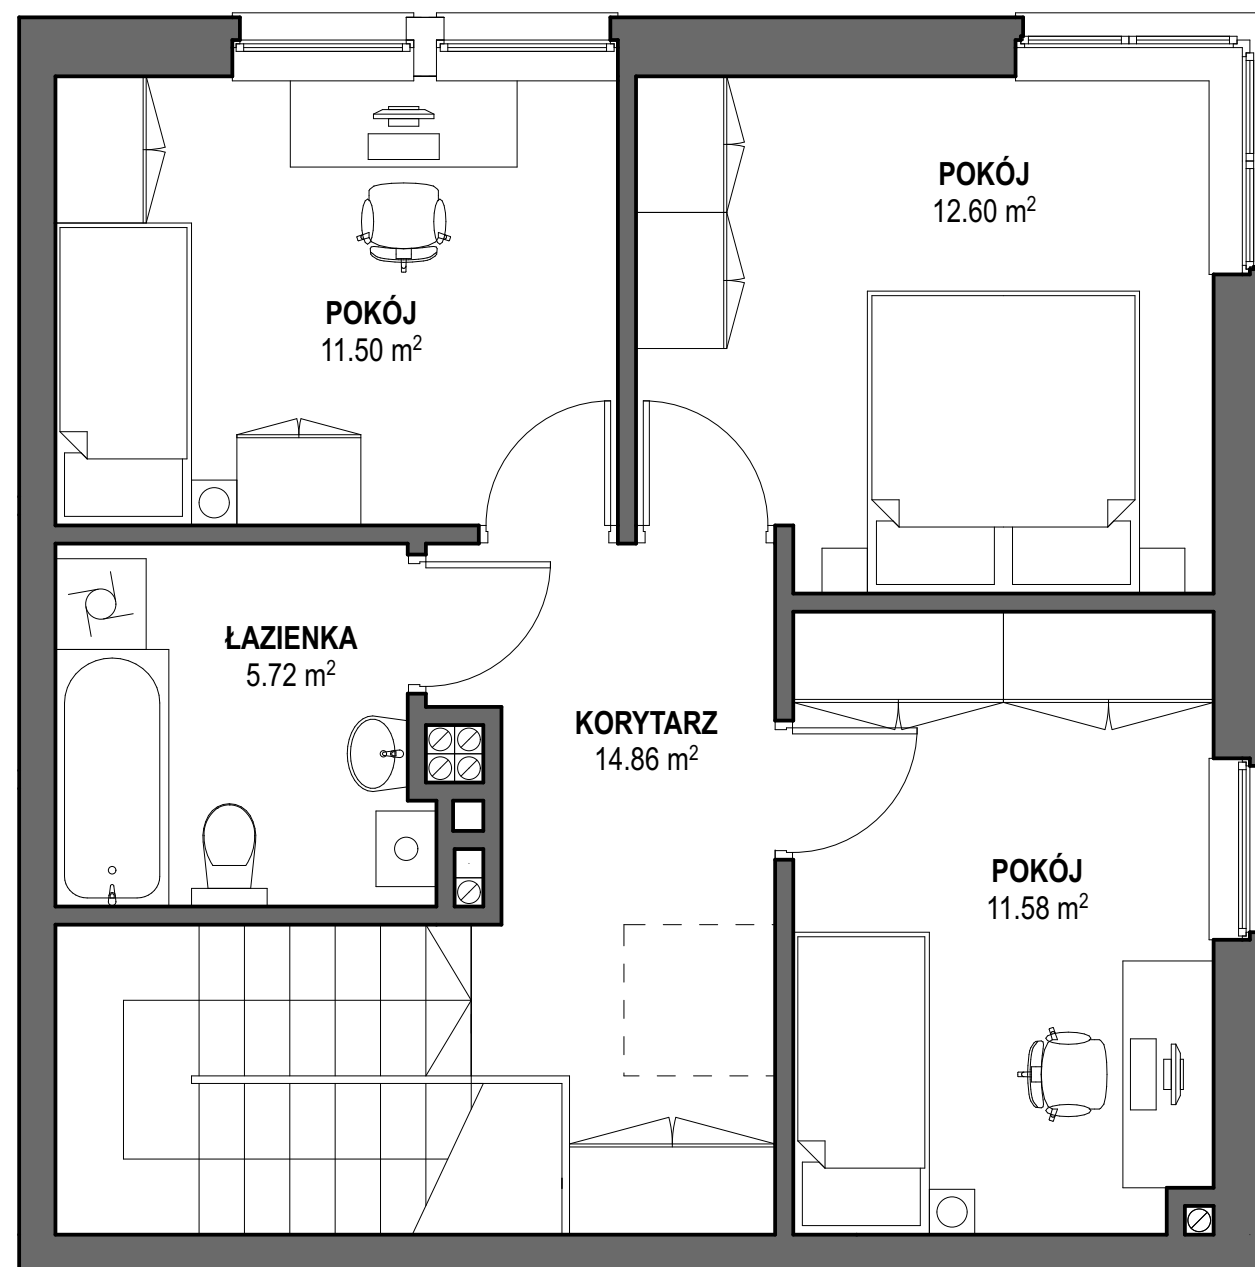 POKÓJ
12.60 m²
POKÓJ
11.50 m²
ŁAZIENKA
5.72 m²
KORYTARZ
14.86 m²
POKÓJ
11.58 m²